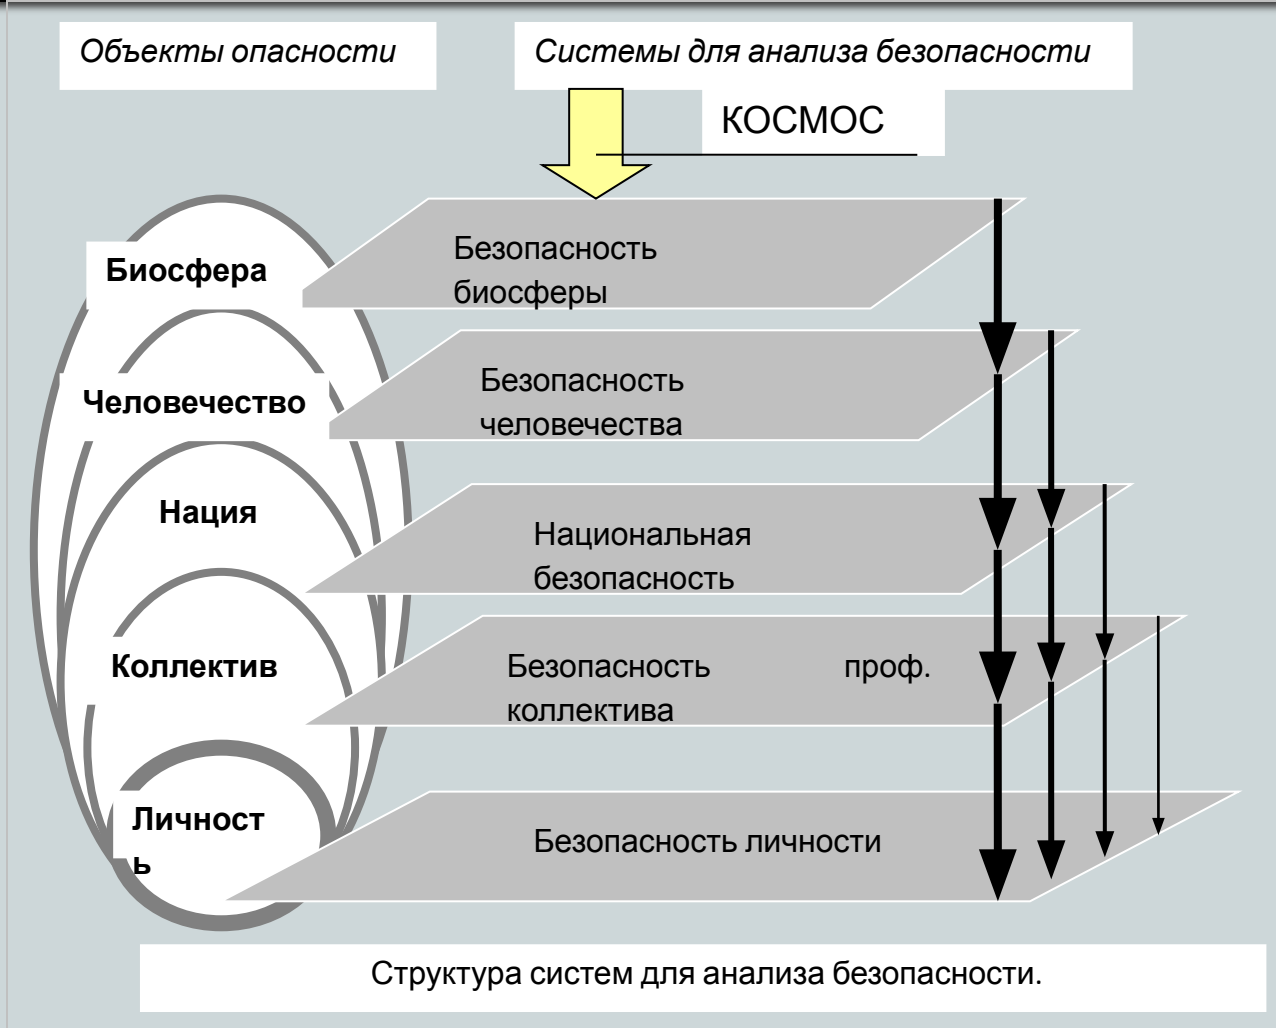 Объекты опасности
Системы для анализа безопасности
КОСМОС
Биосфера
Безопасность
биосферы
Человечество
Безопасность
человечества
Нация
Национальная
безопасность
Коллектив
Безопасность проф.
коллектива
Личност
ь
Безопасность личности
Структура систем для анализа безопасности.